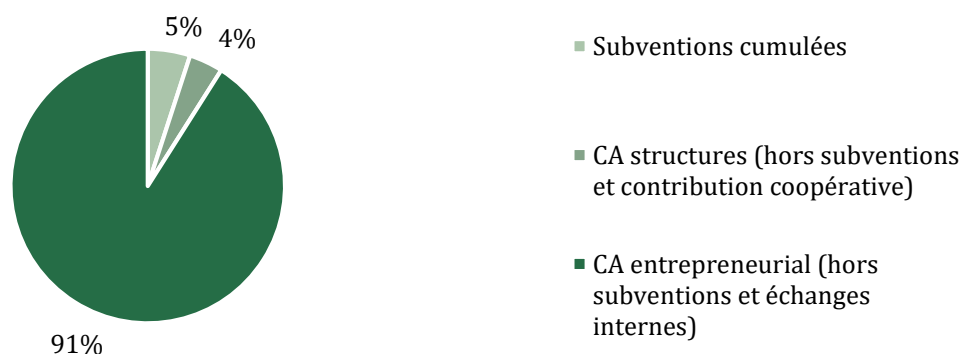 5%
4%
91%
Subventions cumulées
CA structures (hors subventions
et contribution coopérative)
CA entrepreneurial (hors
subventions et échanges
internes)